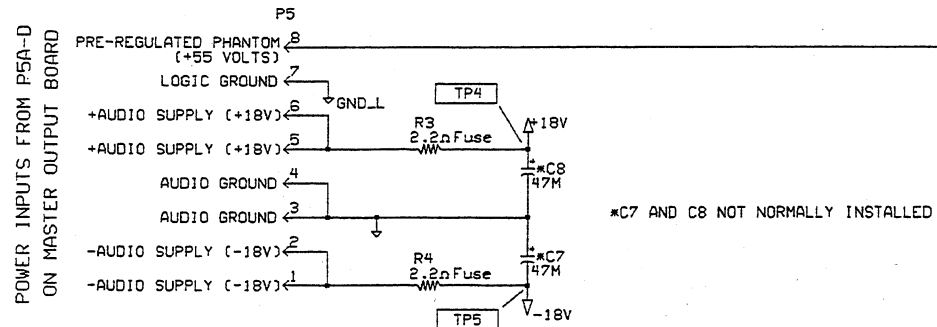 P5
POWER INPUTS FROM P5A-D
ON MASTER OUTPUT BOARD
PRE-REGULATED PHANTOM 8
(+55 VOLTS)
LOGIC GROUND 7
GND_L
+AUDIO SUPPLY (+18V) 6
+AUDIO SUPPLY (+18V) 5
AUDIO GROUND 4
AUDIO GROUND 3
-AUDIO SUPPLY (-18V) 2
-AUDIO SUPPLY (-18V) 1
TP4
R3
2.2Ω Fuse
+18V
+
*C8
47M
*C7 AND C8 NOT NORMALLY INSTALLED
+
*C7
47M
R4
2.2Ω Fuse
TP5
-18V